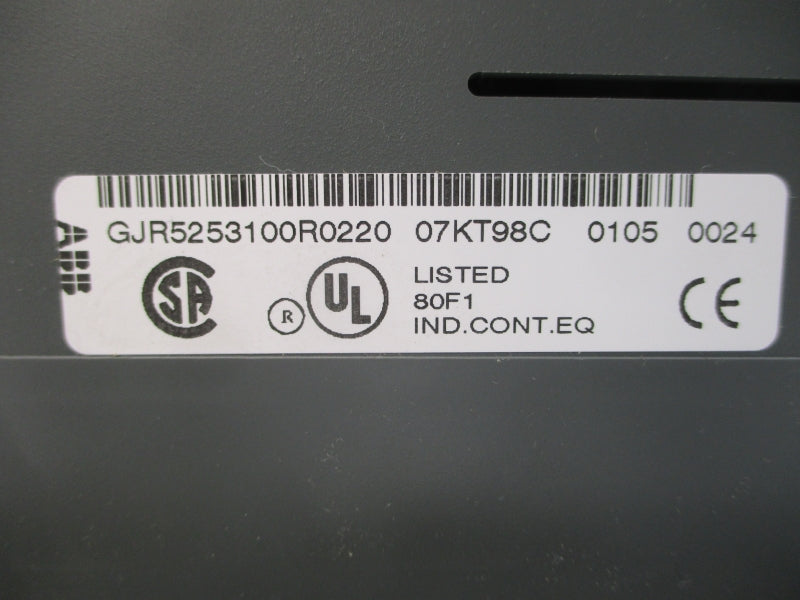 ABB
GJR5253100R0220 07KT98C 0105 0024
SA
®
UL
LISTED
80F1
IND.CONT.EQ
CE